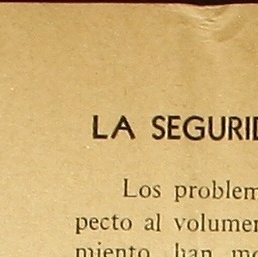 LA SEGURID
Los problem
pecto al volumen
miento, han mo